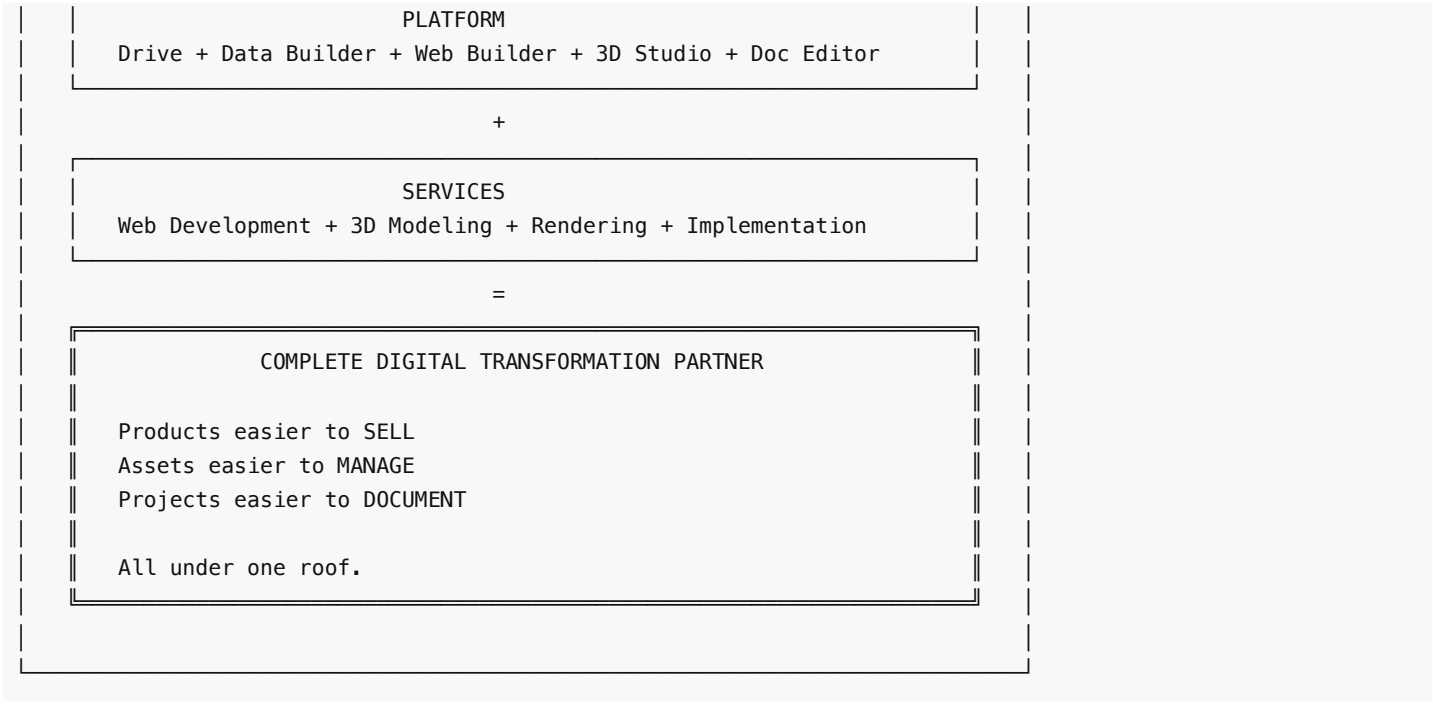 PLATFORM
Drive + Data Builder + Web Builder + 3D Studio + Doc Editor
+
SERVICES
Web Development + 3D Modeling + Rendering + Implementation
=
COMPLETE DIGITAL TRANSFORMATION PARTNER
Products easier to SELL
Assets easier to MANAGE
Projects easier to DOCUMENT
All under one roof.